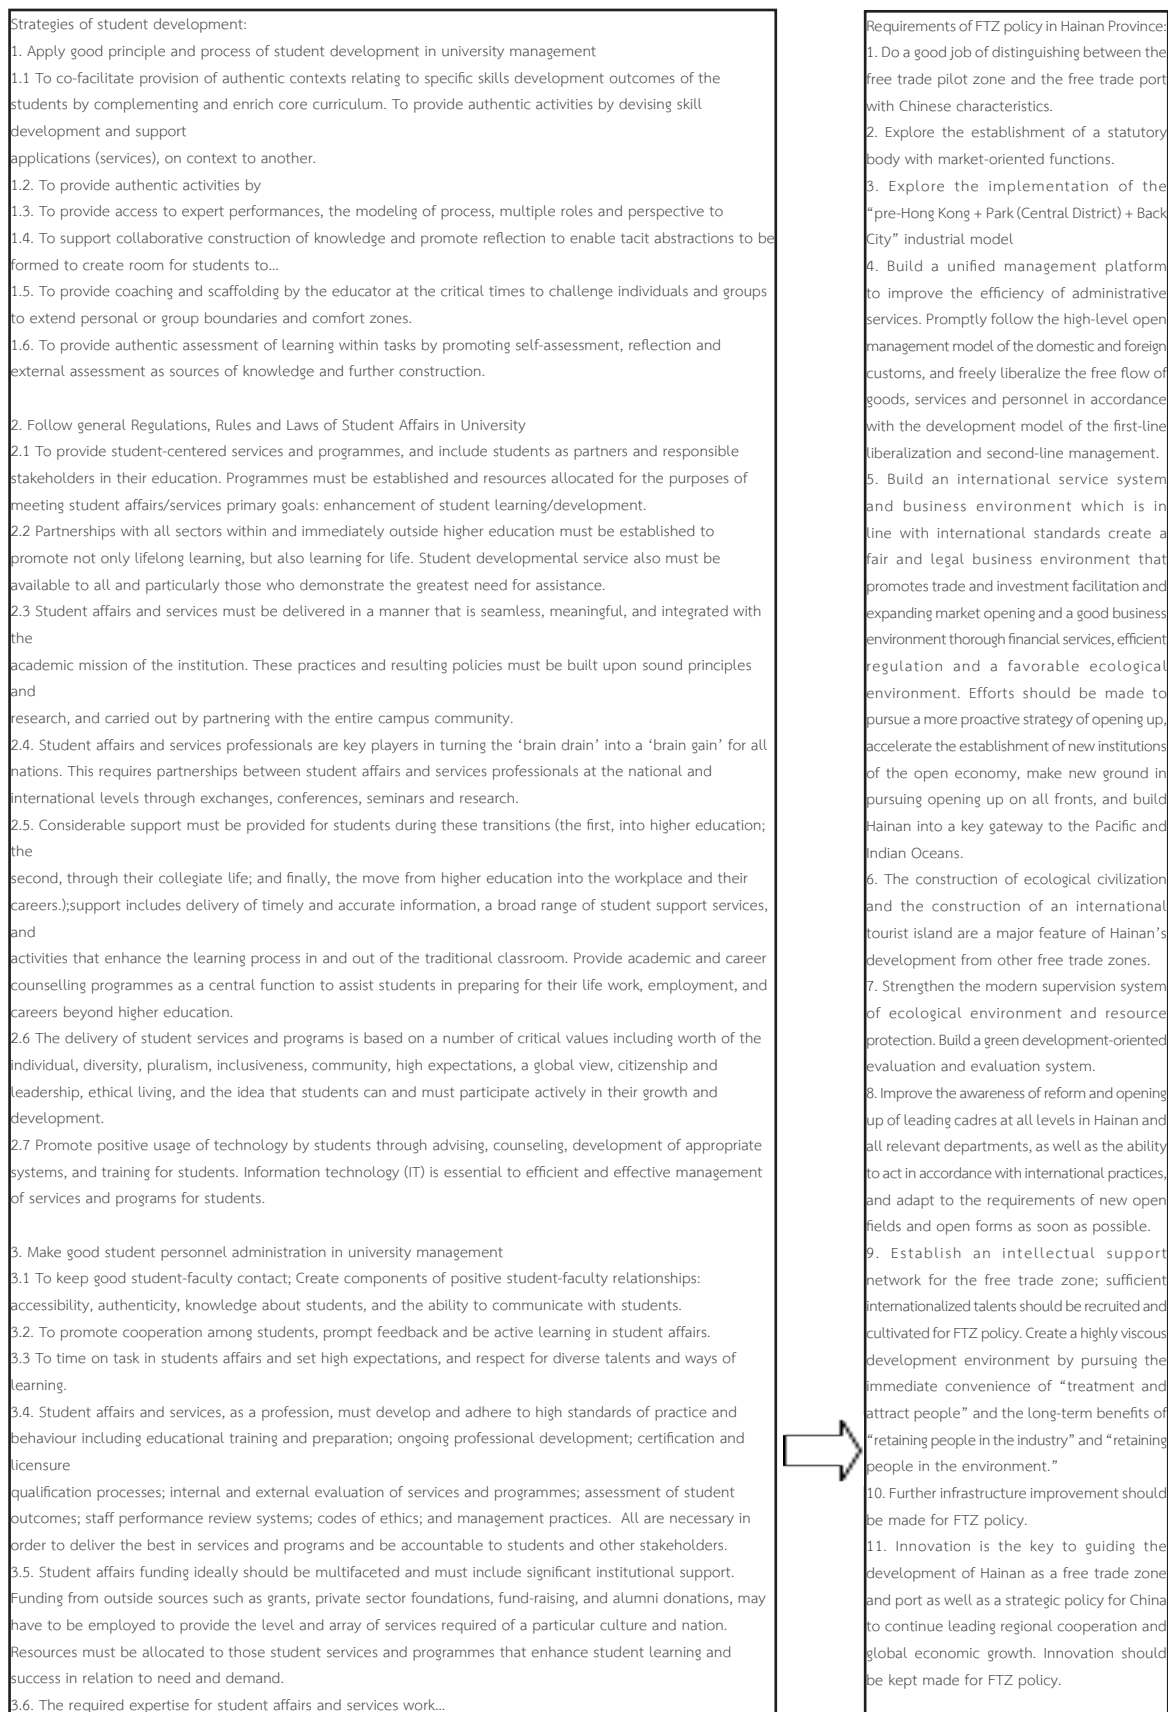 Strategies of student development:
1. Apply good principle and process of student development in university management
1.1 To co-facilitate provision of authentic contexts relating to specific skills development outcomes of the
students by complementing and enrich core curriculum. To provide authentic activities by devising skill
development and support
applications (services), on context to another.
1.2. To provide authentic activities by
1.3. To provide access to expert performances, the modeling of process, multiple roles and perspective to
1.4. To support collaborative construction of knowledge and promote reflection to enable tacit abstractions to be
formed to create room for students to...
1.5. To provide coaching and scaffolding by the educator at the critical times to challenge individuals and groups
to extend personal or group boundaries and comfort zones.
1.6. To provide authentic assessment of learning within tasks by promoting self-assessment, reflection and
external assessment as sources of knowledge and further construction.
2. Follow general Regulations, Rules and Laws of Student Affairs in University
2.1 To provide student-centered services and programmes, and include students as partners and responsible
stakeholders in their education. Programmes must be established and resources allocated for the purposes of
meeting student affairs/services primary goals: enhancement of student learning/development.
2.2 Partnerships with all sectors within and immediately outside higher education must be established to
promote not only lifelong learning, but also learning for life. Student developmental service also must be
available to all and particularly those who demonstrate the greatest need for assistance.
2.3 Student affairs and services must be delivered in a manner that is seamless, meaningful, and integrated with
the
academic mission of the institution. These practices and resulting policies must be built upon sound principles
and
research, and carried out by partnering with the entire campus community.
2.4. Student affairs and services professionals are key players in turning the ‘brain drain’ into a ‘brain gain’ for all
nations. This requires partnerships between student affairs and services professionals at the national and
international levels through exchanges, conferences, seminars and research.
2.5. Considerable support must be provided for students during these transitions (the first, into higher education;
the
second, through their collegiate life; and finally, the move from higher education into the workplace and their
careers.);support includes delivery of timely and accurate information, a broad range of student support services,
and
activities that enhance the learning process in and out of the traditional classroom. Provide academic and career
counselling programmes as a central function to assist students in preparing for their life work, employment, and
careers beyond higher education.
2.6 The delivery of student services and programs is based on a number of critical values including worth of the
individual, diversity, pluralism, inclusiveness, community, high expectations, a global view, citizenship and
leadership, ethical living, and the idea that students can and must participate actively in their growth and
development.
2.7 Promote positive usage of technology by students through advising, counseling, development of appropriate
systems, and training for students. Information technology (IT) is essential to efficient and effective management
of services and programs for students.
3. Make good student personnel administration in university management
3.1 To keep good student-faculty contact; Create components of positive student-faculty relationships:
accessibility, authenticity, knowledge about students, and the ability to communicate with students.
3.2. To promote cooperation among students, prompt feedback and be active learning in student affairs.
3.3 To time on task in students affairs and set high expectations, and respect for diverse talents and ways of
learning.
3.4. Student affairs and services, as a profession, must develop and adhere to high standards of practice and
behaviour including educational training and preparation; ongoing professional development; certification and
licensure
qualification processes; internal and external evaluation of services and programmes; assessment of student
outcomes; staff performance review systems; codes of ethics; and management practices. All are necessary in
order to deliver the best in services and programs and be accountable to students and other stakeholders.
3.5. Student affairs funding ideally should be multifaceted and must include significant institutional support.
Funding from outside sources such as grants, private sector foundations, fund-raising, and alumni donations, may
have to be employed to provide the level and array of services required of a particular culture and nation.
Resources must be allocated to those student services and programmes that enhance student learning and
success in relation to need and demand.
3.6. The required expertise for student affairs and services work...
Requirements of FTZ policy in Hainan Province:
1. Do a good job of distinguishing between the
free trade pilot zone and the free trade port
with Chinese characteristics.
2. Explore the establishment of a statutory
body with market-oriented functions.
3. Explore the implementation of the
“pre-Hong Kong + Park (Central District) + Back
City” industrial model
4. Build a unified management platform
to improve the efficiency of administrative
services. Promptly follow the high-level open
management model of the domestic and foreign
customs, and freely liberalize the free flow of
goods, services and personnel in accordance
with the development model of the first-line
liberalization and second-line management.
5. Build an international service system
and business environment which is in
line with international standards create a
fair and legal business environment that
promotes trade and investment facilitation and
expanding market opening and a good business
environment thorough financial services, efficient
regulation and a favorable ecological
environment. Efforts should be made to
pursue a more proactive strategy of opening up,
accelerate the establishment of new institutions
of the open economy, make new ground in
pursuing opening up on all fronts, and build
Hainan into a key gateway to the Pacific and
Indian Oceans.
6. The construction of ecological civilization
and the construction of an international
tourist island are a major feature of Hainan’s
development from other free trade zones.
7. Strengthen the modern supervision system
of ecological environment and resource
protection. Build a green development-oriented
evaluation and evaluation system.
8. Improve the awareness of reform and opening
up of leading cadres at all levels in Hainan and
all relevant departments, as well as the ability
to act in accordance with international practices,
and adapt to the requirements of new open
fields and open forms as soon as possible.
9. Establish an intellectual support
network for the free trade zone; sufficient
internationalized talents should be recruited and
cultivated for FTZ policy. Create a highly viscous
development environment by pursuing the
immediate convenience of “treatment and
attract people” and the long-term benefits of
“retaining people in the industry” and “retaining
people in the environment.”
10. Further infrastructure improvement should
be made for FTZ policy.
11. Innovation is the key to guiding the
development of Hainan as a free trade zone
and port as well as a strategic policy for China
to continue leading regional cooperation and
global economic growth. Innovation should
be kept made for FTZ policy.